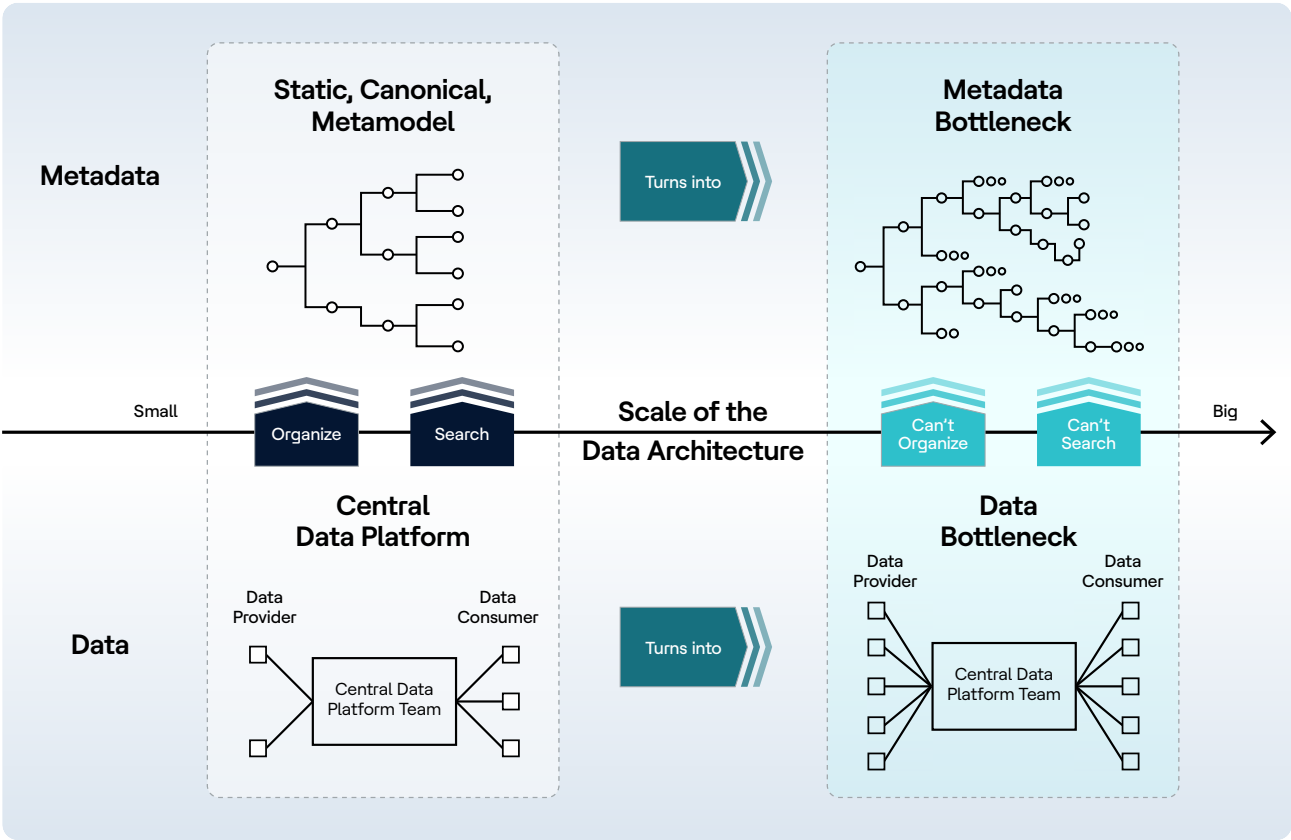 Static, Canonical,
Metamodel
Metadata
Bottleneck
Metadata
Turns into
Small
Organize
Search
Scale of the
Data Architecture
Can't
Organize
Can't
Search
Big
Central
Data Platform
Data
Bottleneck
Data
Provider
Data
Consumer
Data
Provider
Data
Consumer
Data
Central Data
Platform Team
Turns into
Central Data
Platform Team